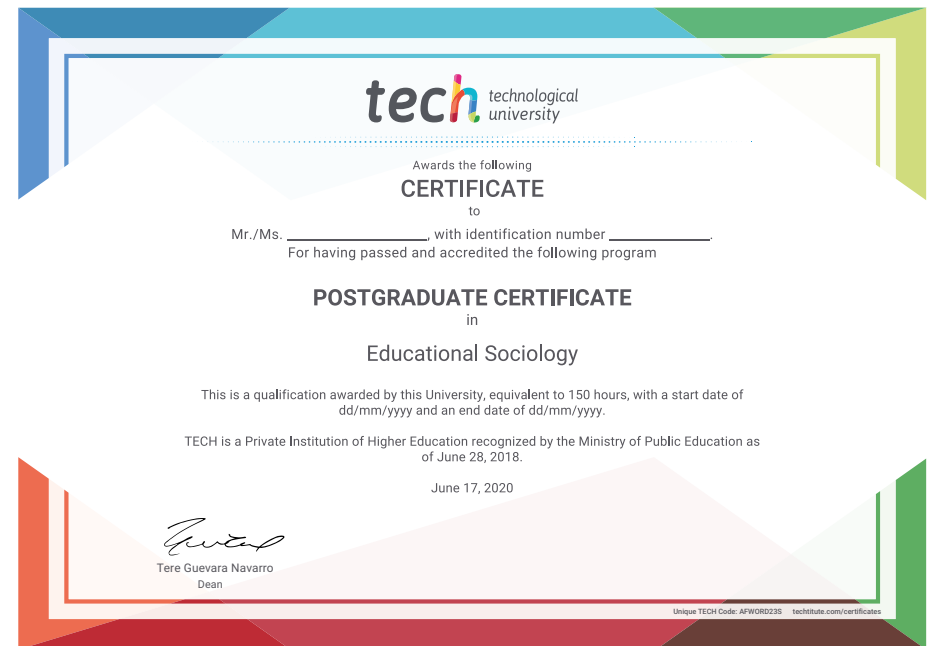 tech technological
university
Awards the following
CERTIFICATE
to
Mr./Ms. ____________________, with identification number ______________.
For having passed and accredited the following program
POSTGRADUATE CERTIFICATE
in
Educational Sociology
This is a qualification awarded by this University, equivalent to 150 hours, with a start date of
dd/mm/yyyy and an end date of dd/mm/yyyy.
TECH is a Private Institution of Higher Education recognized by the Ministry of Public Education as
of June 28, 2018.
June 17, 2020
Tere Guevara Navarro
Dean
Unique TECH Code: AFWORD23S techtitute.com/certificates